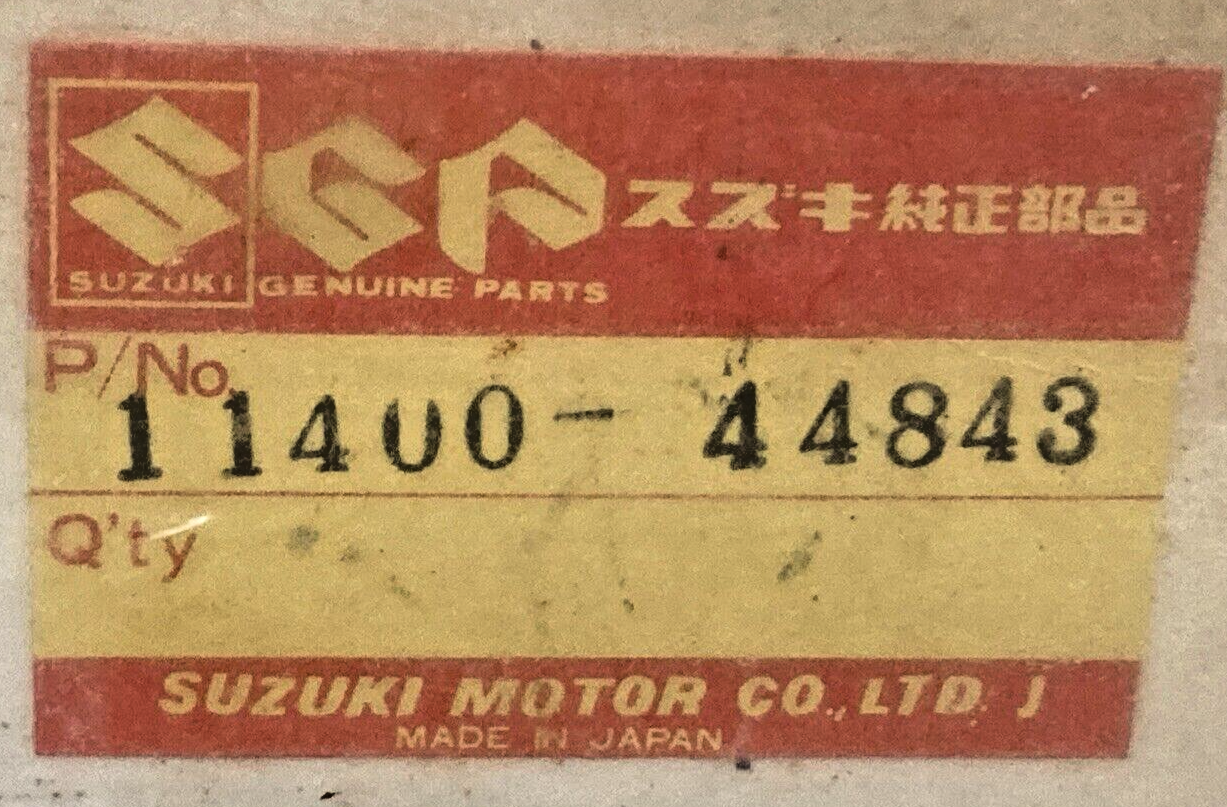 SGP スズキ純正部品
SUZUKI GENUINE PARTS
P/No.
11400-44843
Q'ty
SUZUKI MOTOR CO.,LTD. J
MADE IN JAPAN